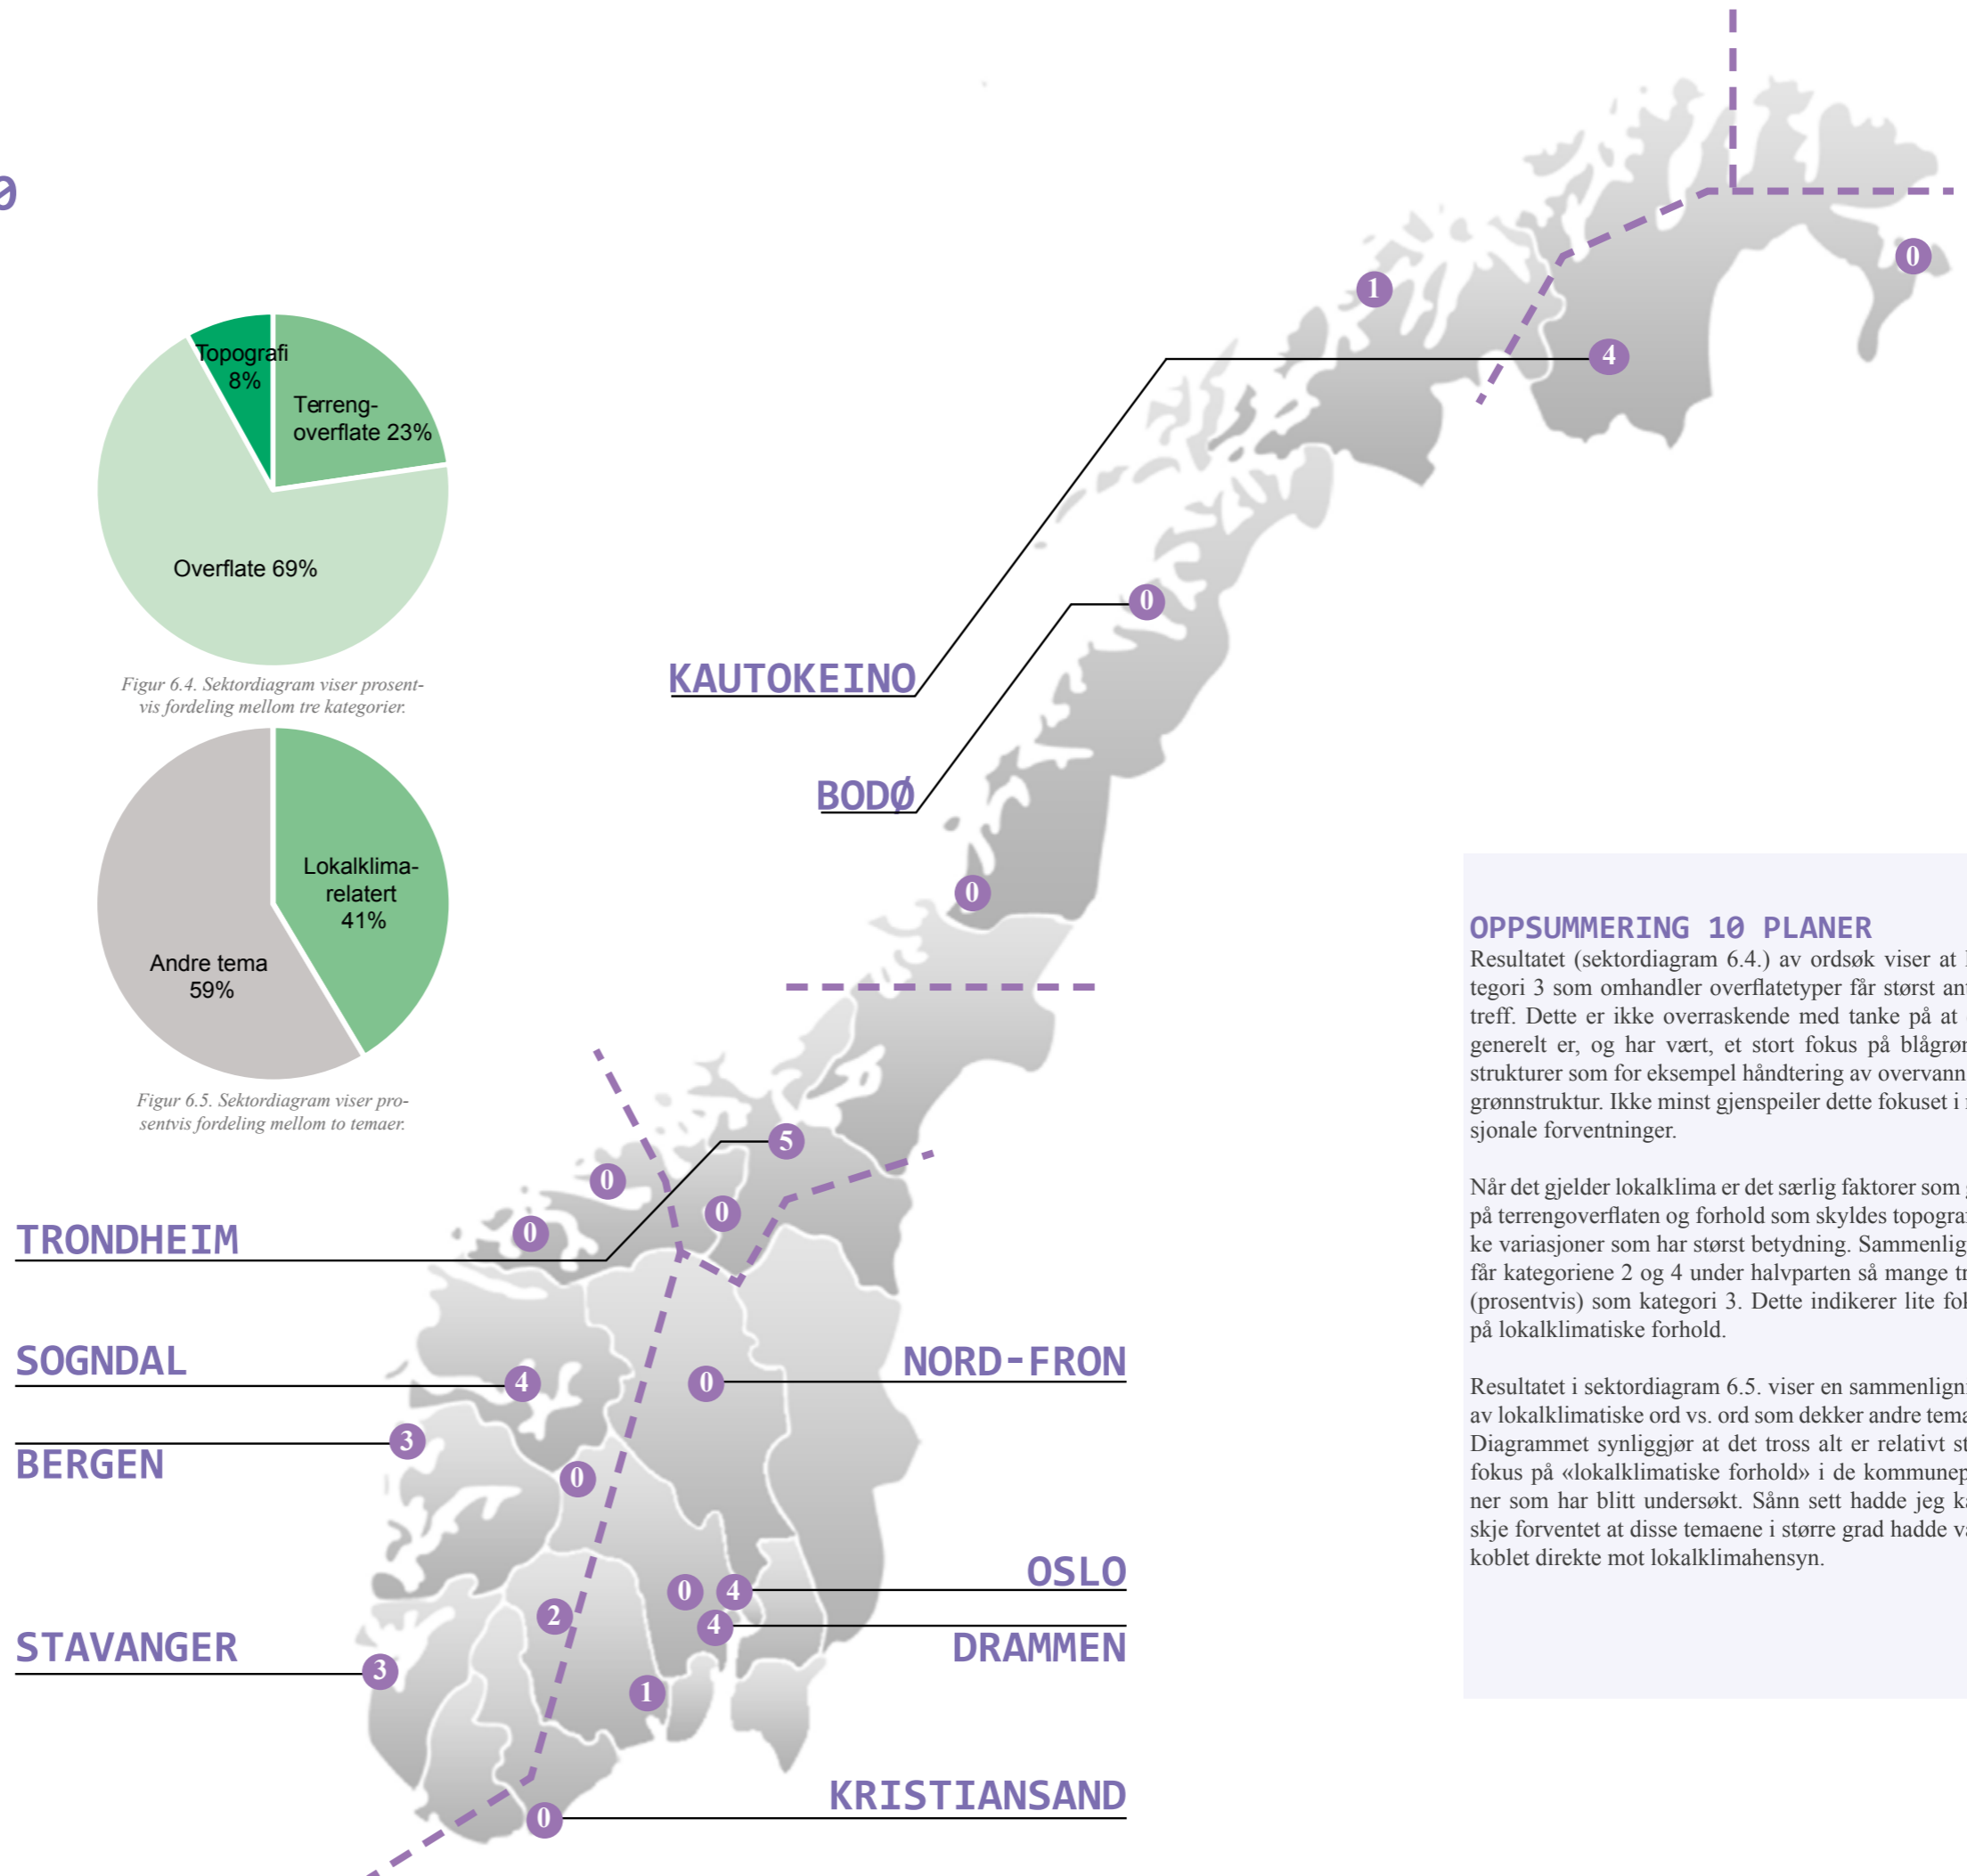 0
Topografi
8%
Terreng-
overflate 23%
Overflate 69%
Figur 6.4. Sektordiagram viser prosent-
vis fordeling mellom tre kategorier.
Lokalklima-
relatert
41%
Andre tema
59%
Figur 6.5. Sektordiagram viser pro-
sentvis fordeling mellom to temaer.
0
1
4
0
KAUTOKEINO
BODØ
0
5
0
0
0
TRONDHEIM
SOGNDAL
4
0
NORD-FRON
3
BERGEN
0
OSLO
0
4
2
4
DRAMMEN
STAVANGER
3
1
KRISTIANSAND
0
OPPSUMMERING 10 PLANER
Resultatet (sektordiagram 6.4.) av ordsøk viser at
tegori 3 som omhandler overflatetyper får størst
treff. Dette er ikke overraskende med tanke på at
generelt er, og har vært, et stort fokus på
strukturer som for eksempel håndtering av overvann
grønnstruktur. Ikke minst gjenspeiler dette fokuset i
sjonale forventninger.
Når det gjelder lokalklima er det særlig faktorer som
på terrengoverflaten og forhold som skyldes
ke variasjoner som har størst betydning.
får kategoriene 2 og 4 under halvparten så mange
(prosentvis) som kategori 3. Dette indikerer lite
på lokalklimatiske forhold.
Resultatet i sektordiagram 6.5. viser en
av lokalklimatiske ord vs. ord som dekker andre
Diagrammet synliggjør at det tross alt er relativt
fokus på «lokalklimatiske forhold» i de
ner som har blitt undersøkt. Sånn sett hadde jeg
skje forventet at disse temaene i større grad hadde
koblet direkte mot lokalklimahensyn.